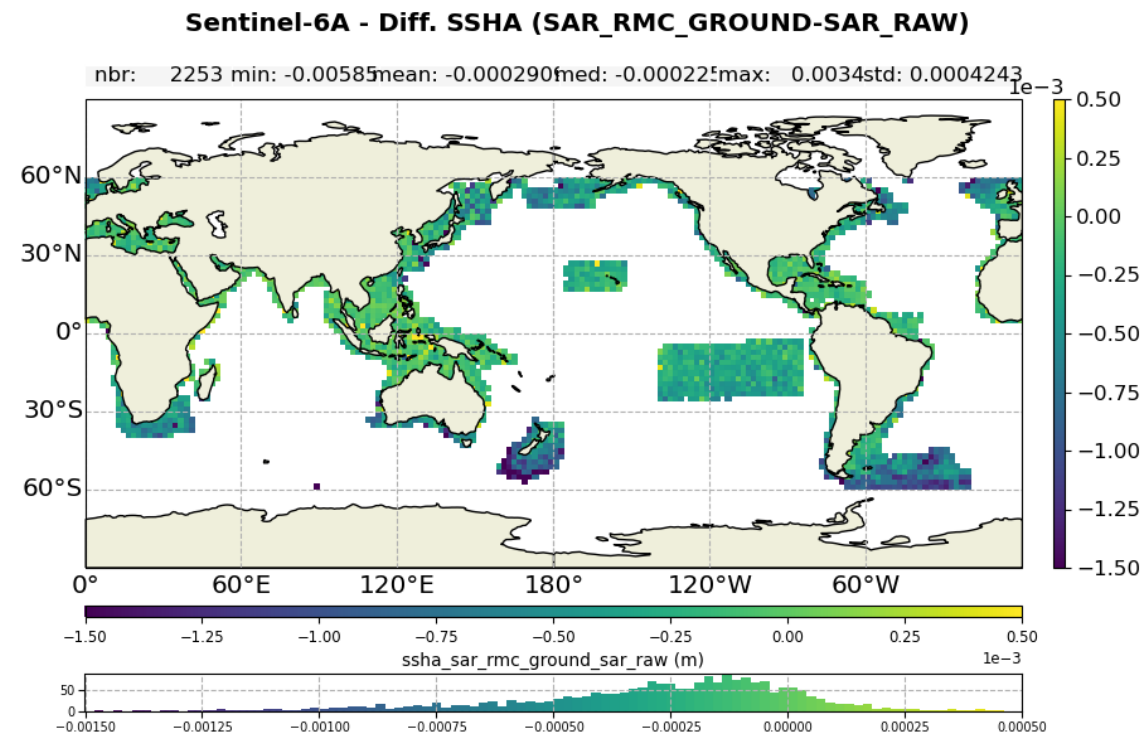 Sentinel-6A - Diff. SSHA (SAR_RMC_GROUND-SAR_RAW)
nbr: 2253 min: -0.00585 mean: -0.000290 med: -0.000225 max: 0.0034 std: 0.0004243
1e−3
0.50
0.25
0.00
−0.25
−0.50
−0.75
−1.00
−1.25
−1.50
60°N
30°N
0°
30°S
60°S
0° 60°E 120°E 180° 120°W 60°W
−1.50 −1.25 −1.00 −0.75 −0.50 −0.25 0.00 0.25 0.50
ssha_sar_rmc_ground_sar_raw (m) 1e−3
50
0
−0.00150 −0.00125 −0.00100 −0.00075 −0.00050 −0.00025 0.00000 0.00025 0.00050